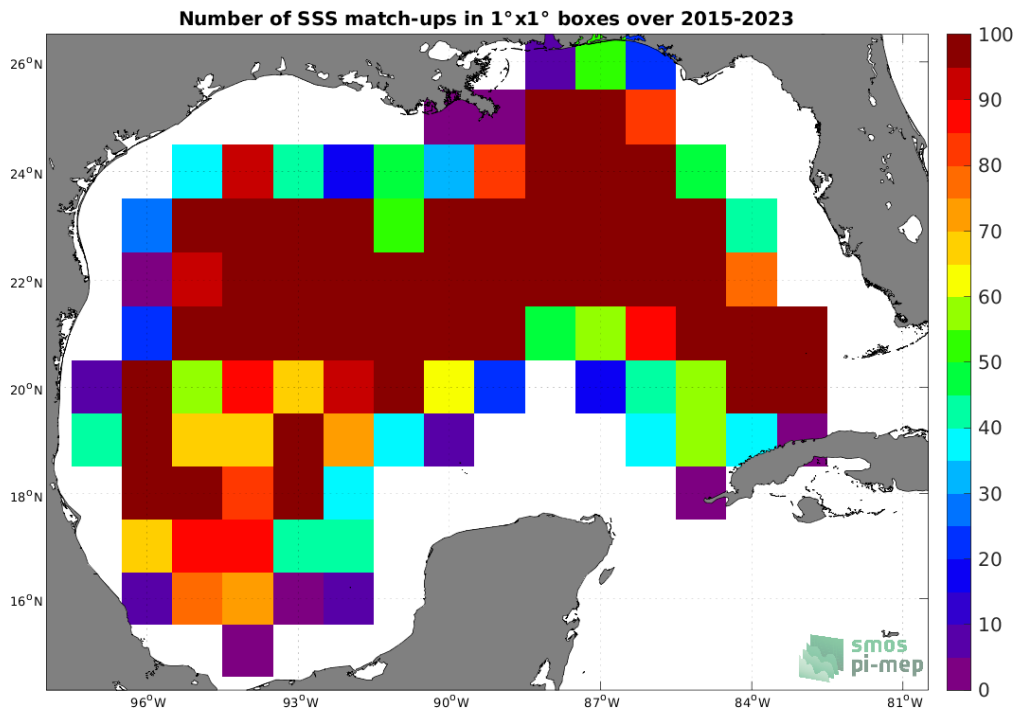 Number of SSS match-ups in 1°x1° boxes over 2015-2023
26°N
24°N
22°N
20°N
18°N
16°N
96°W
93°W
90°W
87°W
84°W
81°W
100
90
80
70
60
50
40
30
20
10
0
smos
pi-mep